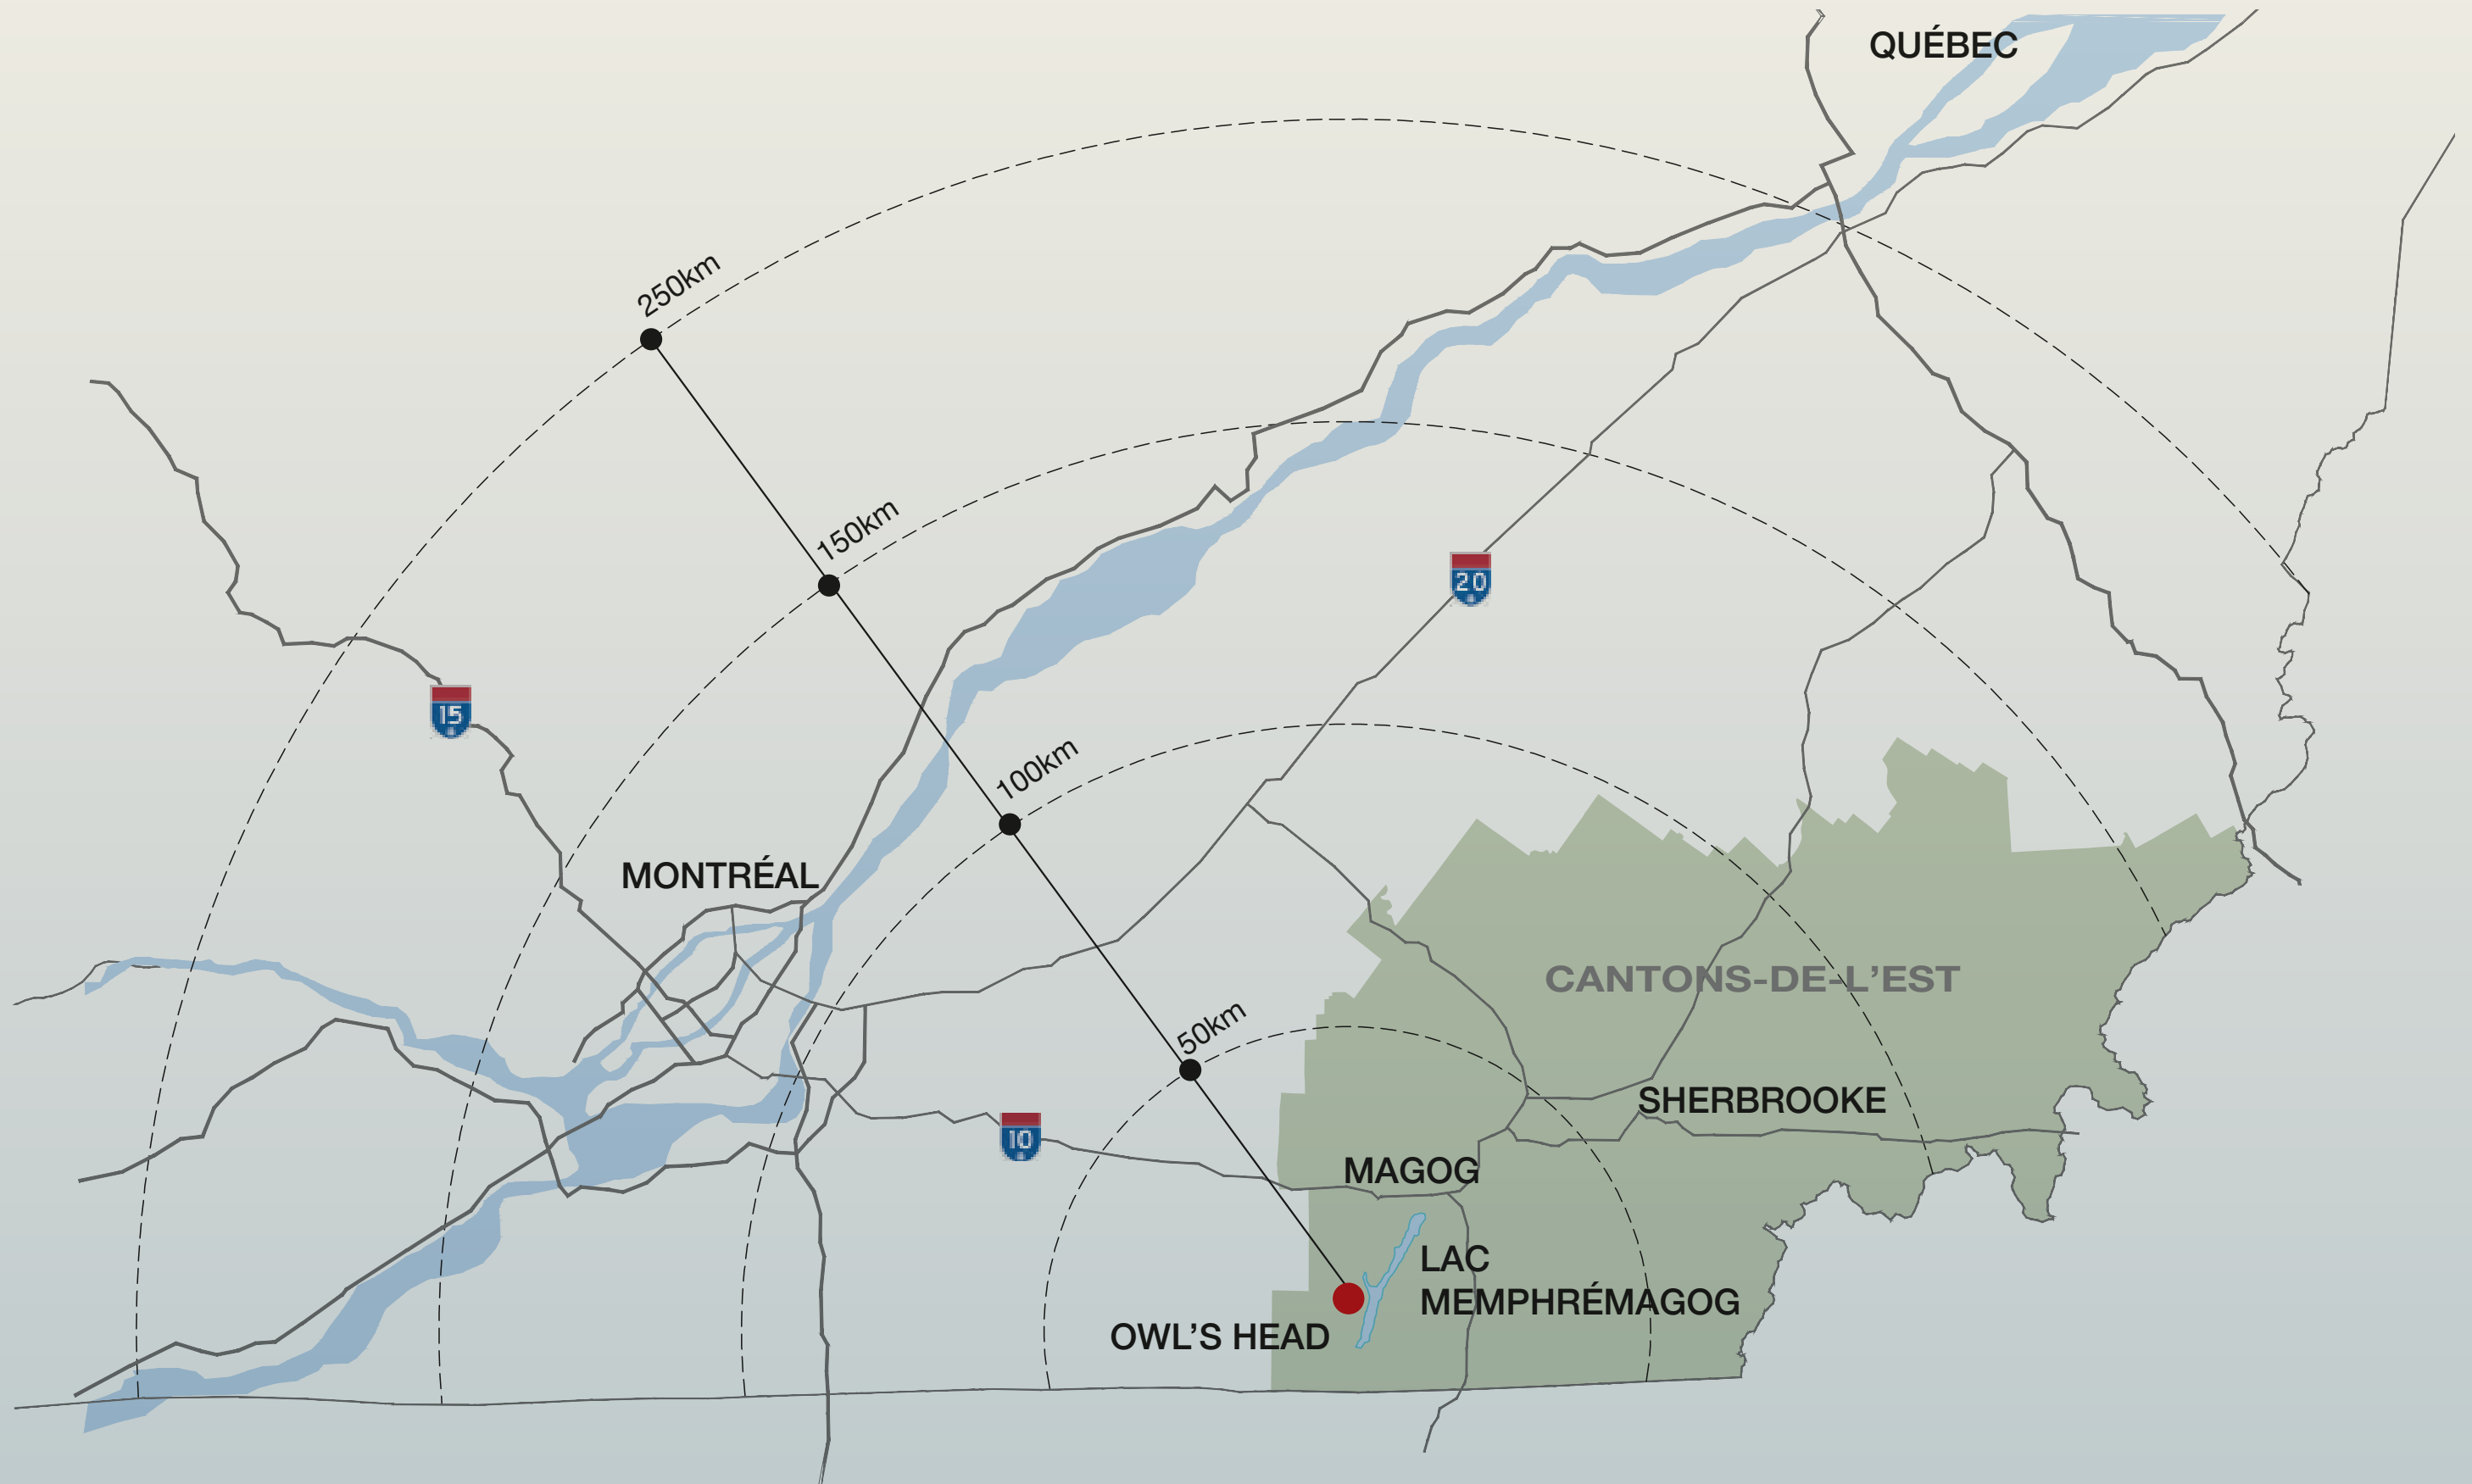 QUÉBEC
250km
150km
20
15
100km
MONTRÉAL
CANTONS-DE-L'EST
50km
SHERBROOKE
10
MAGOG
LAC
MEMPHRÉMAGOG
OWL'S HEAD